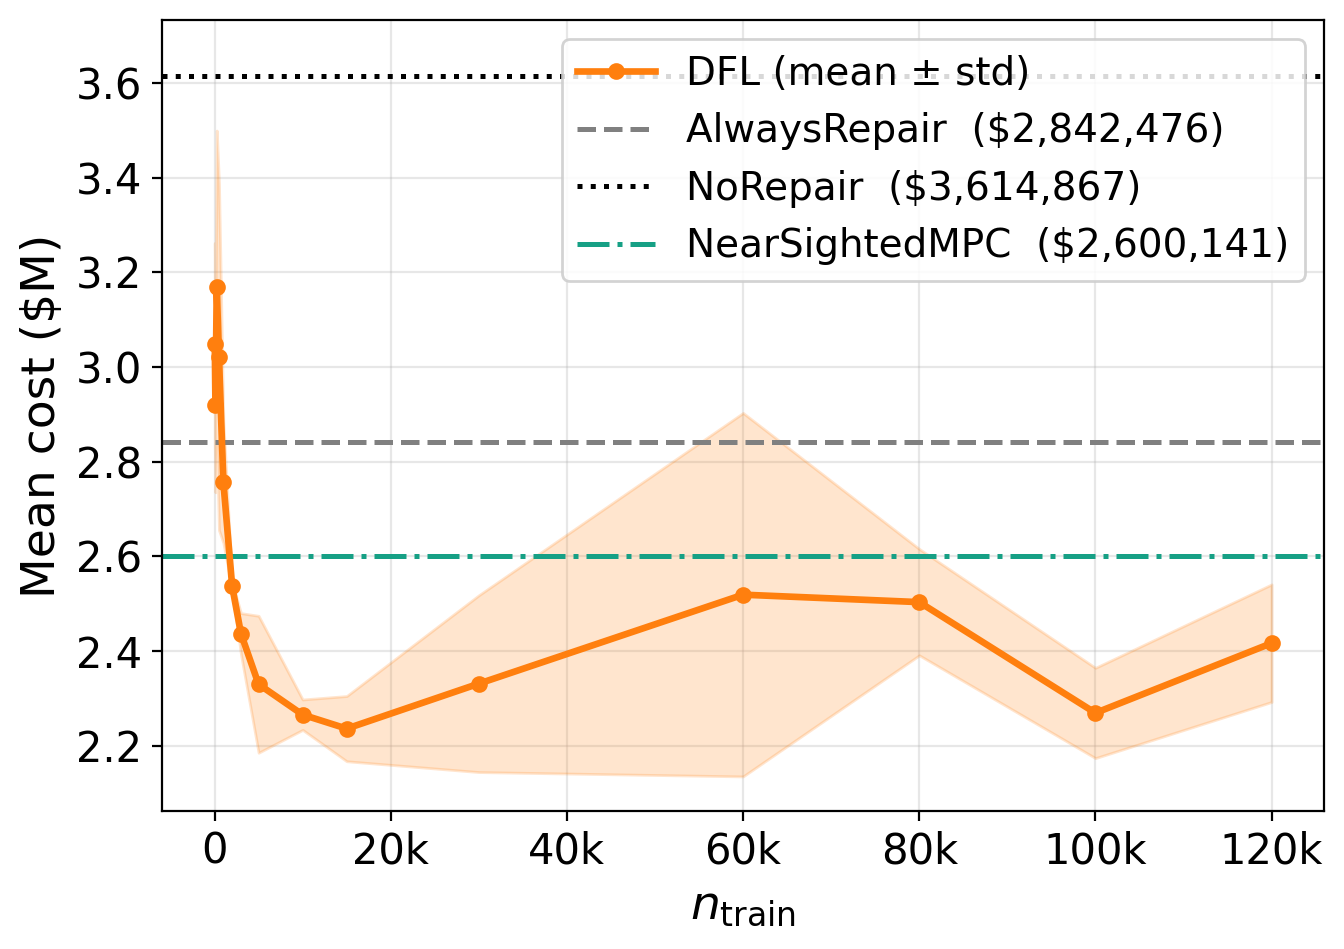 DFL (mean ± std)
AlwaysRepair ($2,842,476)
NoRepair ($3,614,867)
NearSightedMPC ($2,600,141)
Mean cost ($M)
3.6
3.4
3.2
3.0
2.8
2.6
2.4
2.2
0 20k 40k 60k 80k 100k 120k
n_train